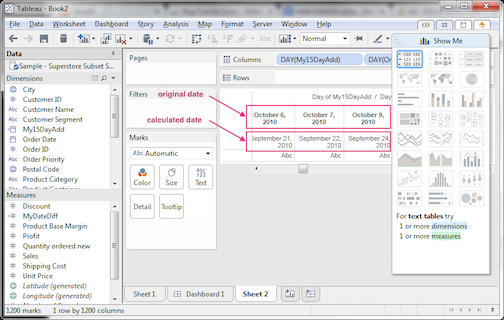 Tableau - Book2
File Data Worksheet Dashboard Story Analysis Map Format Server Window Help
Normal
Show Me
Data
Sample - Superstore Subset S
Dimensions
City
Customer ID
Abc Customer Name
Abc Customer Segment
Abc My15DayAdd
Order Date
Order ID
Abc Order Priority
Postal Code
Abc Product Category
Measures
Discount
MyDateDiff
Product Base Margin
Profit
Quantity ordered new
Sales
Shipping Cost
Unit Price
Latitude (generated)
Longitude (generated)
Pages
Filters
Marks
Abc Automatic
Color Size Text
Detail Tooltip
Columns DAY(My15DayAdd)
Rows
Day of My15DayAdd / Day
original date
October 6, 2010
October 7, 2010
October 9, 2010
calculated date
September 21, 2010
September 22, 2010
September 24, 2010
Abc Abc Abc
For text tables try
1 or more dimensions
1 or more measures
Sheet 1 Dashboard 1 Sheet 2
1200 marks 1 row by 1200 columns